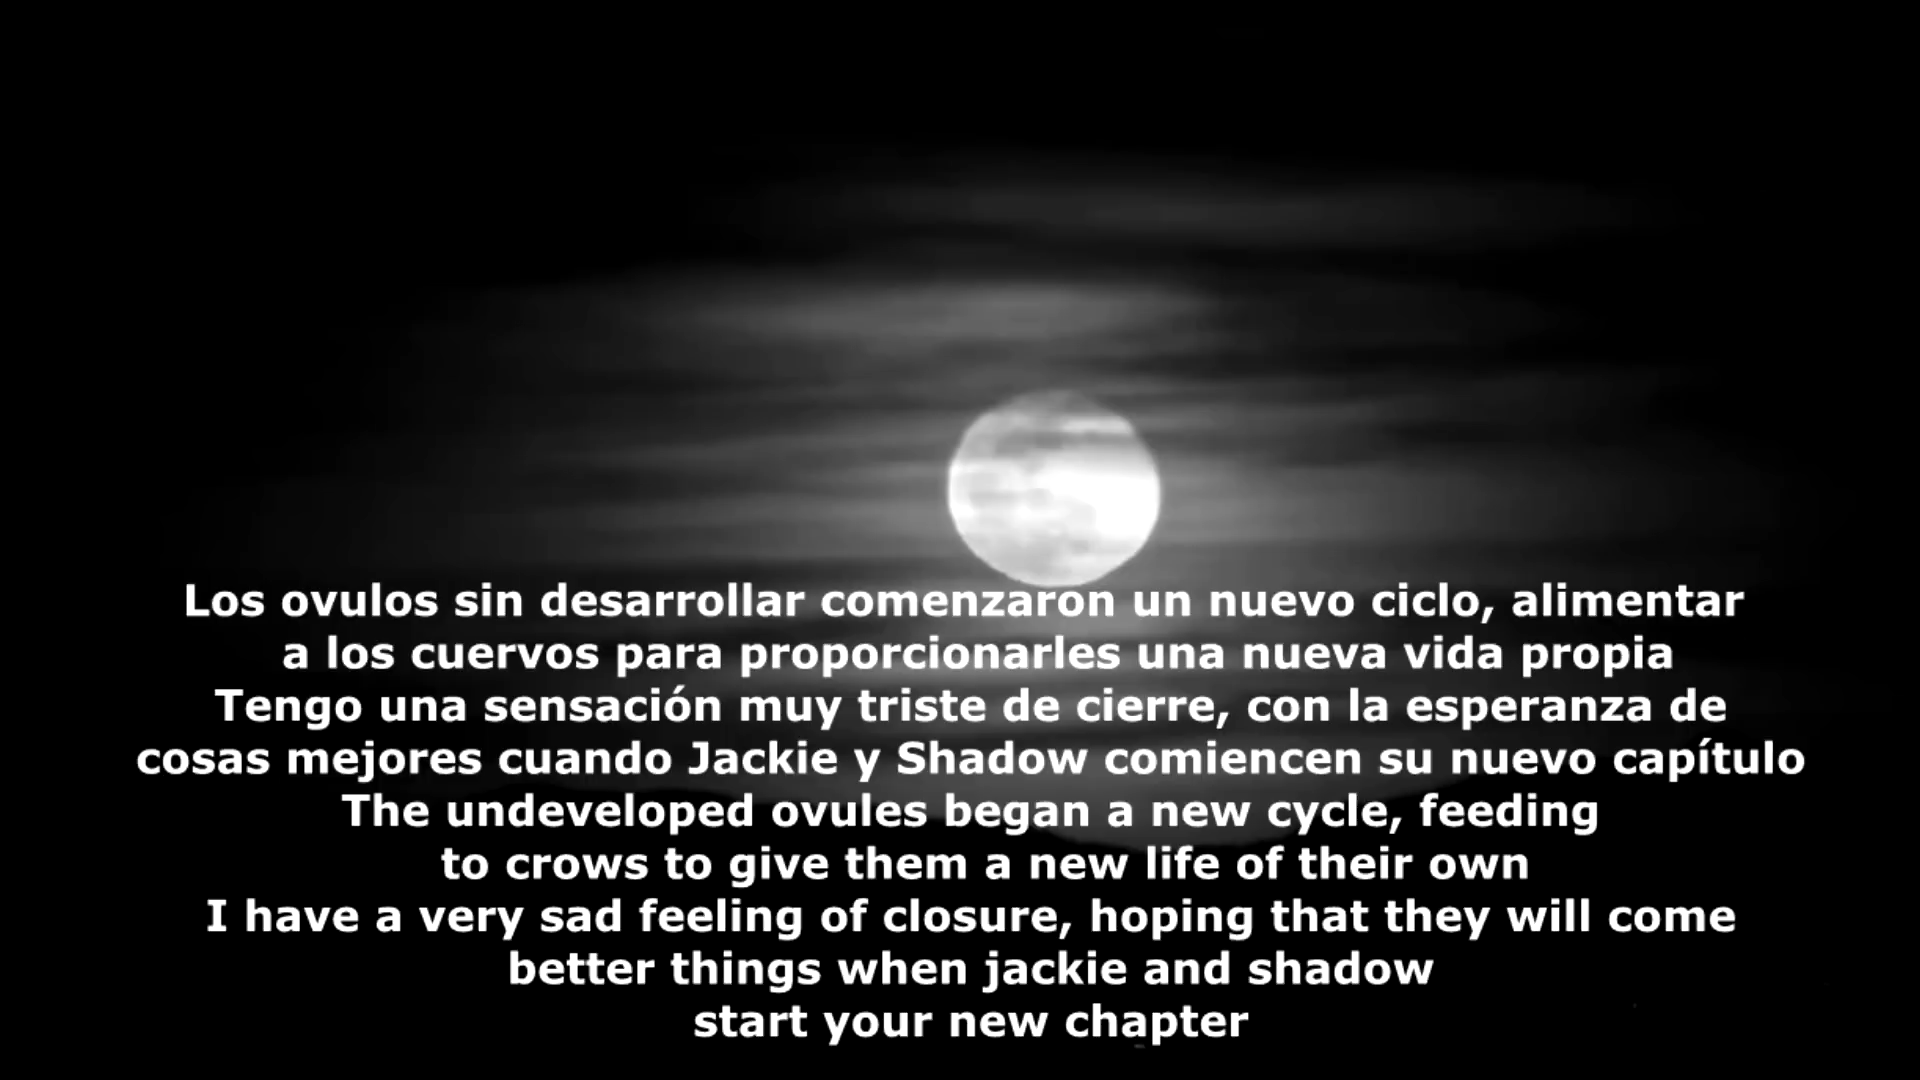 Los ovulos sin desarrollar comenzaron un nuevo ciclo, alimentar
a los cuervos para proporcionarles una nueva vida propia
Tengo una sensación muy triste de cierre, con la esperanza de
cosas mejores cuando Jackie y Shadow comiencen su nuevo capítulo
The undeveloped ovules began a new cycle, feeding
to crows to give them a new life of their own
I have a very sad feeling of closure, hoping that they will come
better things when jackie and shadow
start your new chapter